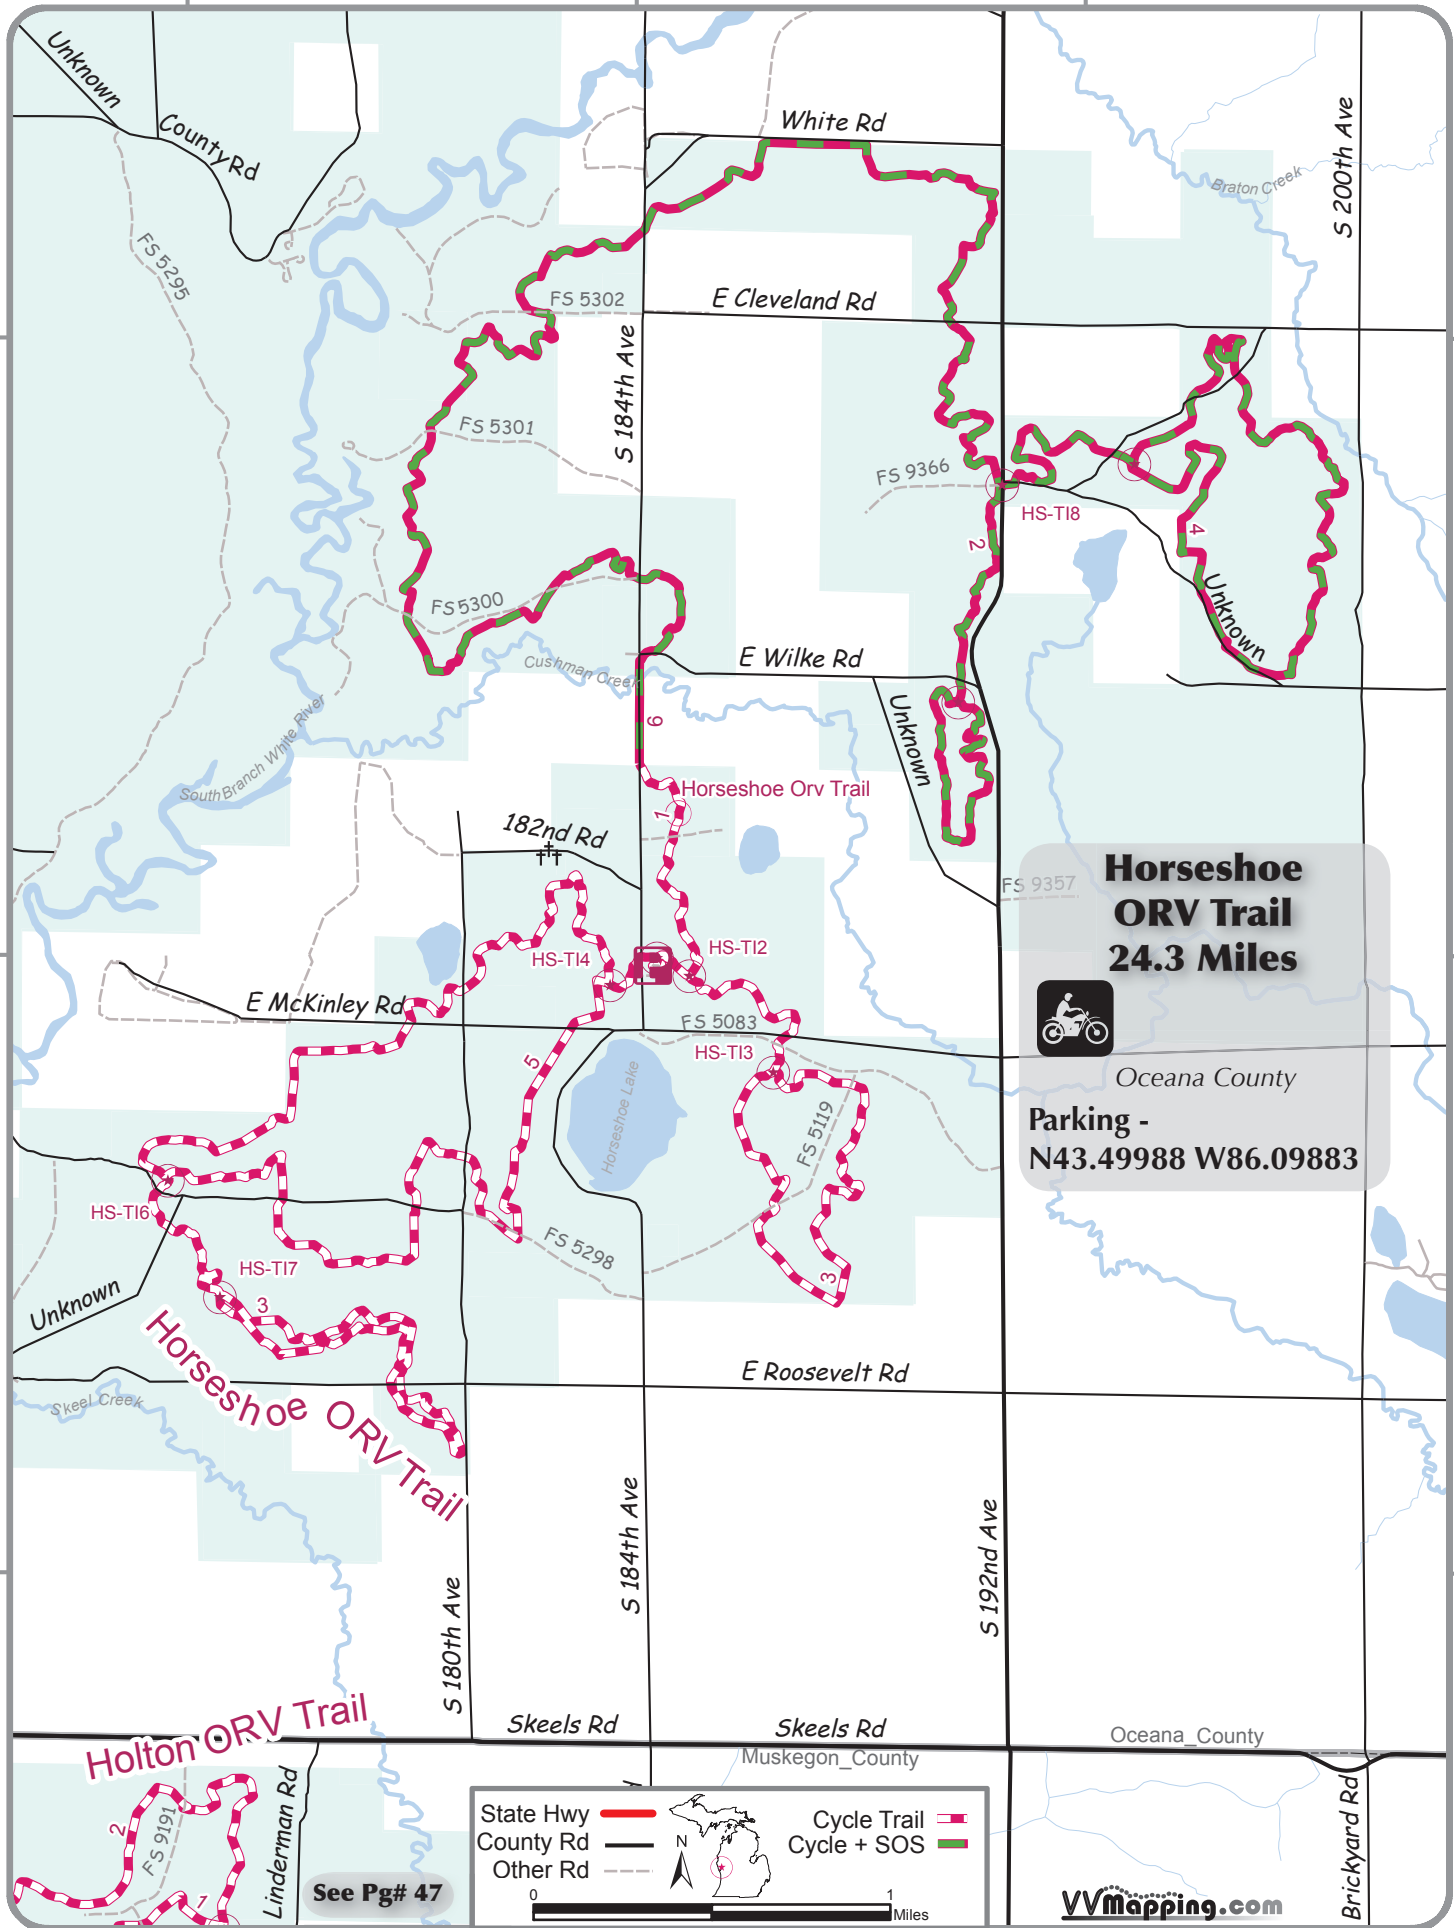 Unknown
County Rd
White Rd
S 200th Ave
Braton Creek
FS 5295
FS 5302
E Cleveland Rd
S 184th Ave
FS 5301
FS 9366
HS-TI8
2
4
Unknown
FS 5300
Cushman Creek
E Wilke Rd
Unknown
South Branch White River
6
Horseshoe Orv Trail
1
182nd Rd
FS 9357
Horseshoe
ORV Trail
24.3 Miles
Oceana County
Parking -
N43.49988 W86.09883
HS-TI4
HS-TI2
E McKinley Rd
FS 5083
HS-TI3
5
Horseshoe Lake
FS 5119
HS-TI6
FS 5298
HS-TI7
3
3
Unknown
Horseshoe ORV Trail
E Roosevelt Rd
Skeel Creek
S 180th Ave
S 184th Ave
S 192nd Ave
Holton ORV Trail
Skeels Rd
Skeels Rd
Oceana_County
Muskegon_County
2
FS 9191
1
Linderman Rd
See Pg# 47
State Hwy
County Rd
Other Rd
N
Cycle Trail
Cycle + SOS
0
1
Miles
VVMapping.com
Brickyard Rd